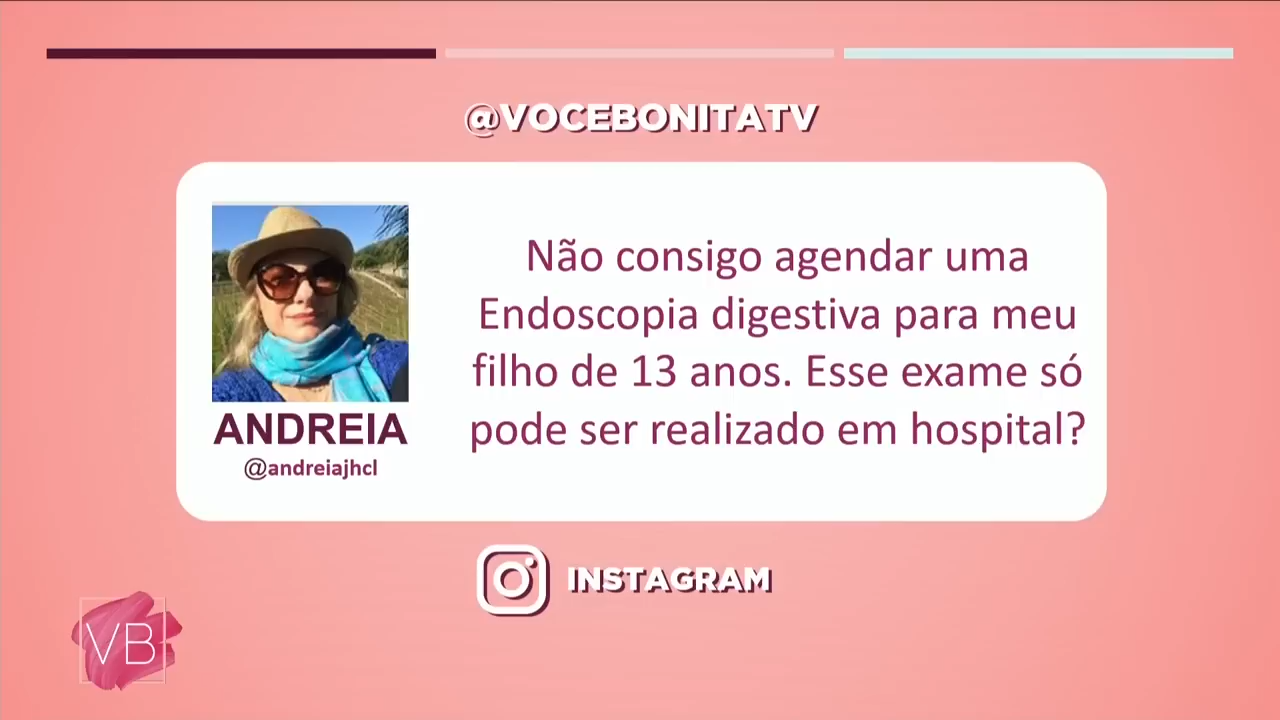 @VOCEBONITATV
Não consigo agendar uma
Endoscopia digestiva para meu
filho de 13 anos. Esse exame só
pode ser realizado em hospital?
ANDREIA
@andreiajhcl
INSTAGRAM
VB